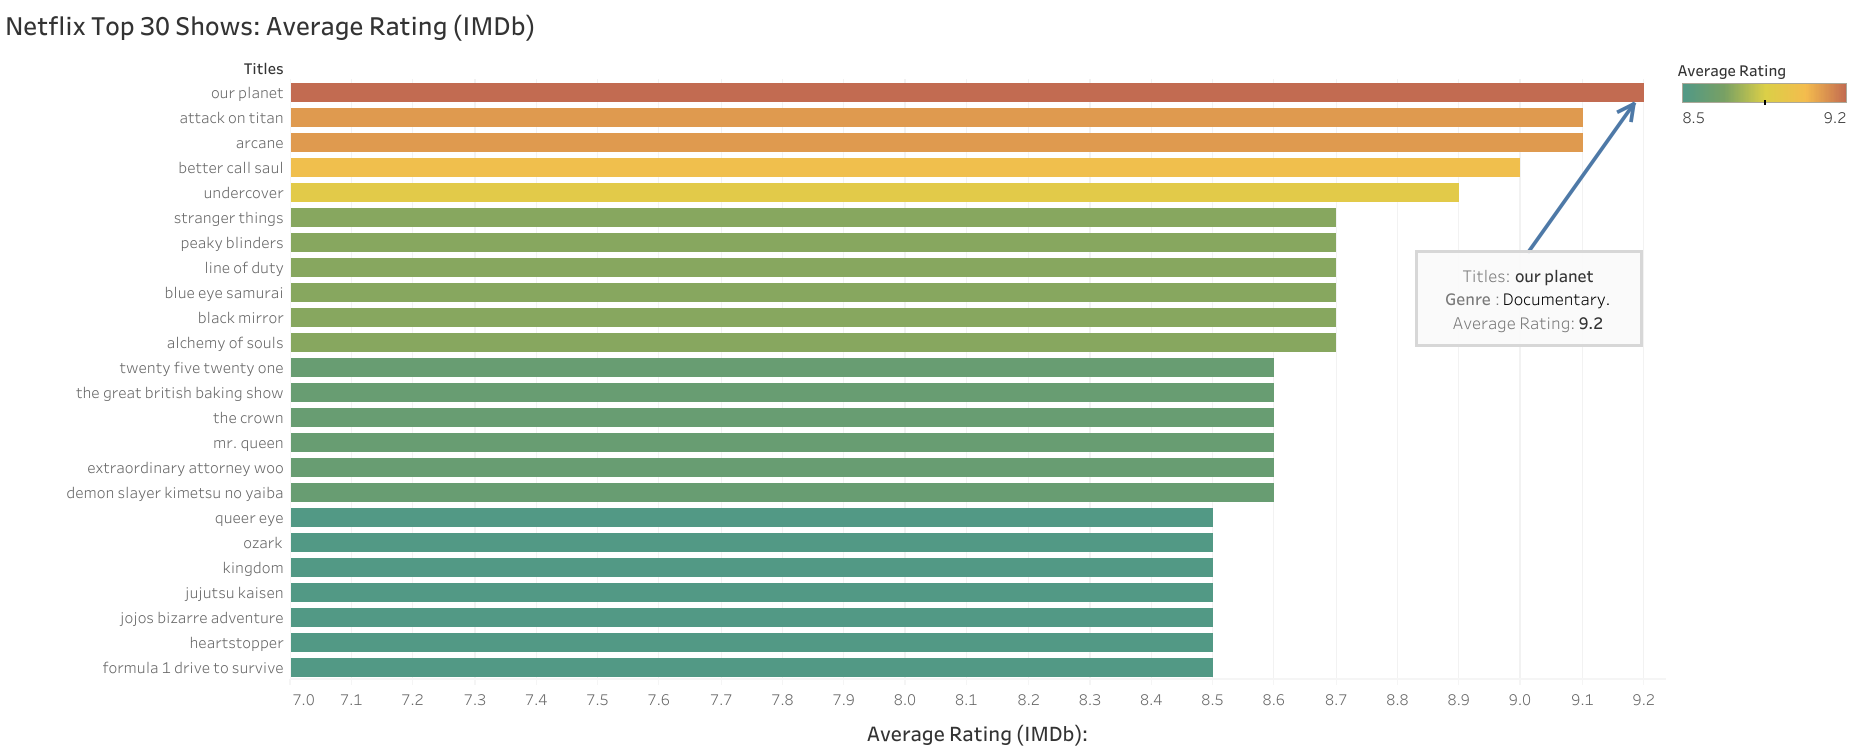 Netflix Top 30 Shows: Average Rating (IMDb)
Titles
Average Rating
8.5 9.2
our planet
attack on titan
arcane
better call saul
undercover
stranger things
peaky blinders
line of duty
blue eye samurai
black mirror
alchemy of souls
twenty five twenty one
the great british baking show
the crown
mr. queen
extraordinary attorney woo
demon slayer kimetsu no yaiba
queer eye
ozark
kingdom
jujutsu kaisen
jojos bizarre adventure
heartstopper
formula 1 drive to survive
Titles: our planet
Genre : Documentary.
Average Rating: 9.2
7.0 7.1 7.2 7.3 7.4 7.5 7.6 7.7 7.8 7.9 8.0 8.1 8.2 8.3 8.4 8.5 8.6 8.7 8.8 8.9 9.0 9.1 9.2
Average Rating (IMDb):